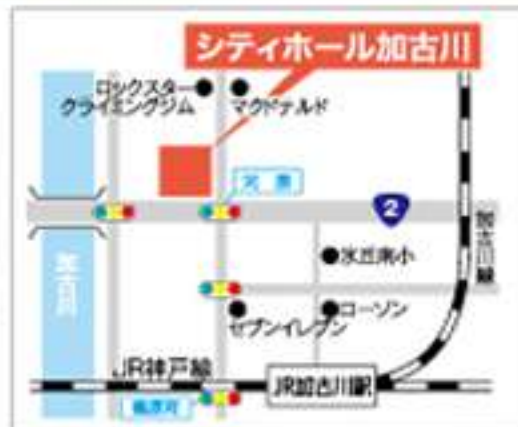 シティホール加古川
ロックスター
クライミングジム
マクドナルド
2
加古川線
加古川
氷丘南小
セブンイレブン
ローソン
JR神戸線
JR加古川駅